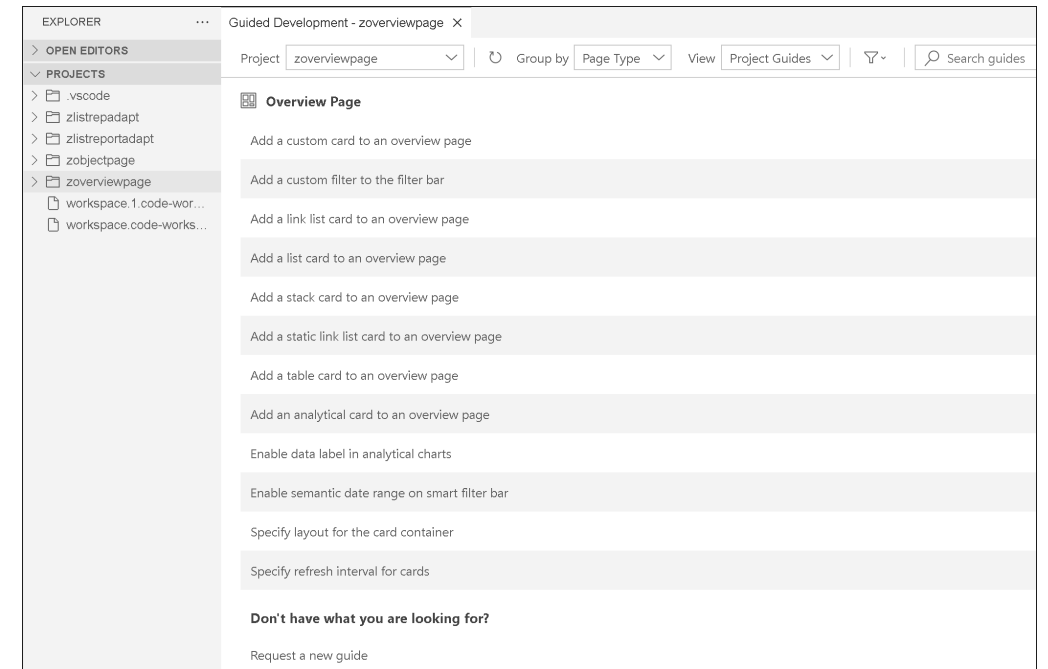 EXPLORER ...
OPEN EDITORS
PROJECTS
.vscode
zlistrepadapt
zlistreportadapt
zobjectpage
zoverviewpage
workspace.1.code-wor...
workspace.code-works...
Guided Development - zoverviewpage ×
Project zoverviewpage Group by Page Type View Project Guides Search guides
Overview Page
Add a custom card to an overview page
Add a custom filter to the filter bar
Add a link list card to an overview page
Add a list card to an overview page
Add a stack card to an overview page
Add a static link list card to an overview page
Add a table card to an overview page
Add an analytical card to an overview page
Enable data label in analytical charts
Enable semantic date range on smart filter bar
Specify layout for the card container
Specify refresh interval for cards
Don't have what you are looking for?
Request a new guide